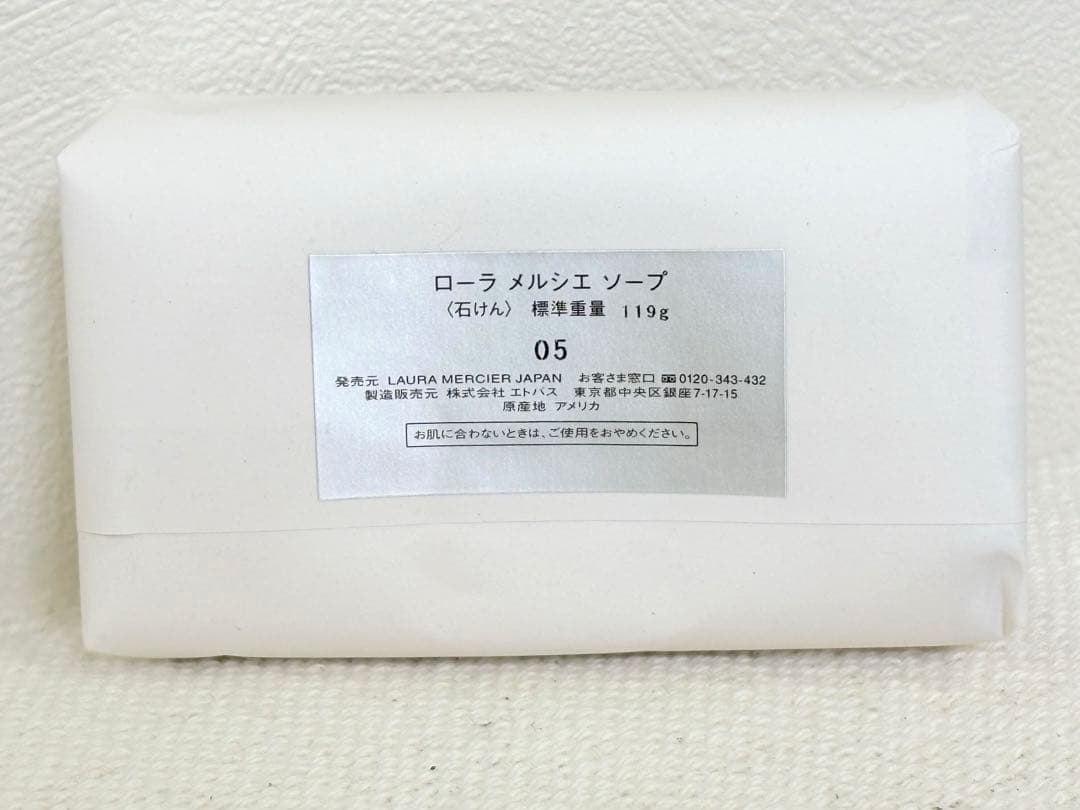 ローラ メルシエ ソープ
〈石けん〉 標準重量 119g
05
発売元 LAURA MERCIER JAPAN お客さま窓口 0120-343-432
製造販売元 株式会社 エトバス 東京都中央区銀座7-17-15
原産地 アメリカ
お肌に合わないときは、ご使用をおやめください。